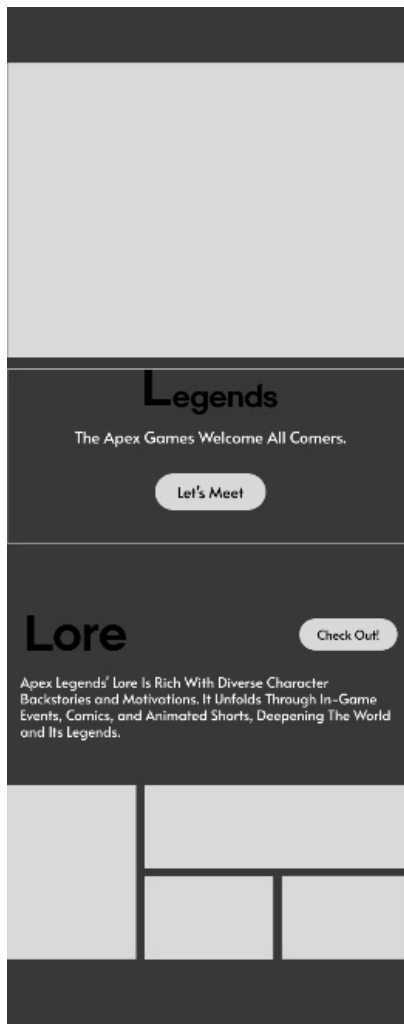 Legends
The Apex Games Welcome All Comers.
Let's Meet
Lore
Check Out!
Apex Legends' Lore Is Rich With Diverse Character
Backstories and Motivations. It Unfolds Through In-Game
Events, Comics, and Animated Shorts, Deepening The World
and Its Legends.